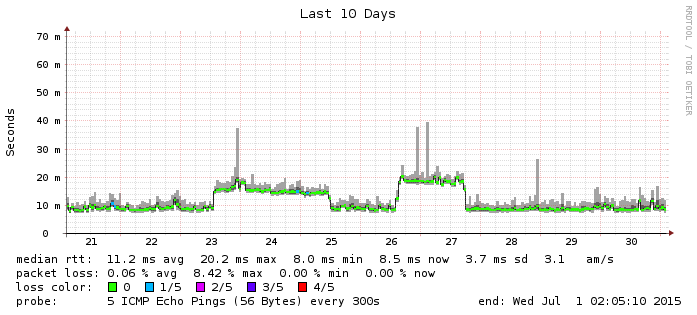 Last 10 Days
RRDTOOL / TOBI OETIKER
Seconds
70 m
60 m
50 m
40 m
30 m
20 m
10 m
0
21 22 23 24 25 26 27 28 29 30
median rtt: 11.2 ms avg 20.2 ms max 8.0 ms min 8.5 ms now 3.7 ms sd 3.1 am/s
packet loss: 0.06 % avg 8.42 % max 0.00 % min 0.00 % now
loss color: 0 1/5 2/5 3/5 4/5
probe: 5 ICMP Echo Pings (56 Bytes) every 300s end: Wed Jul 1 02:05:10 2015